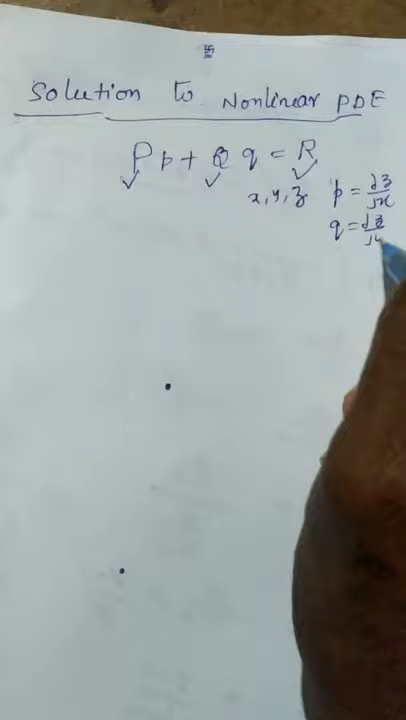 Solution to Nonlinear PDE
Pp + Qq = R
x, y, z p = ∂z/∂x
q = ∂z/∂y